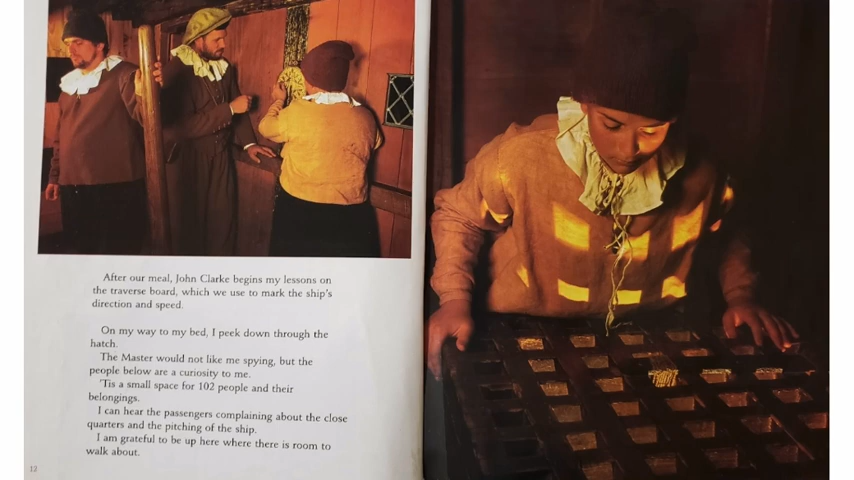 After our meal, John Clarke begins my lessons on
the traverse board, which we use to mark the ship's
direction and speed.
On my way to my bed, I peek down through the
hatch.
The Master would not like me spying, but the
people below are a curiosity to me.
'Tis a small space for 102 people and their
belongings.
I can hear the passengers complaining about the close
quarters and the pitching of the ship.
I am grateful to be up here where there is room to
walk about.
12